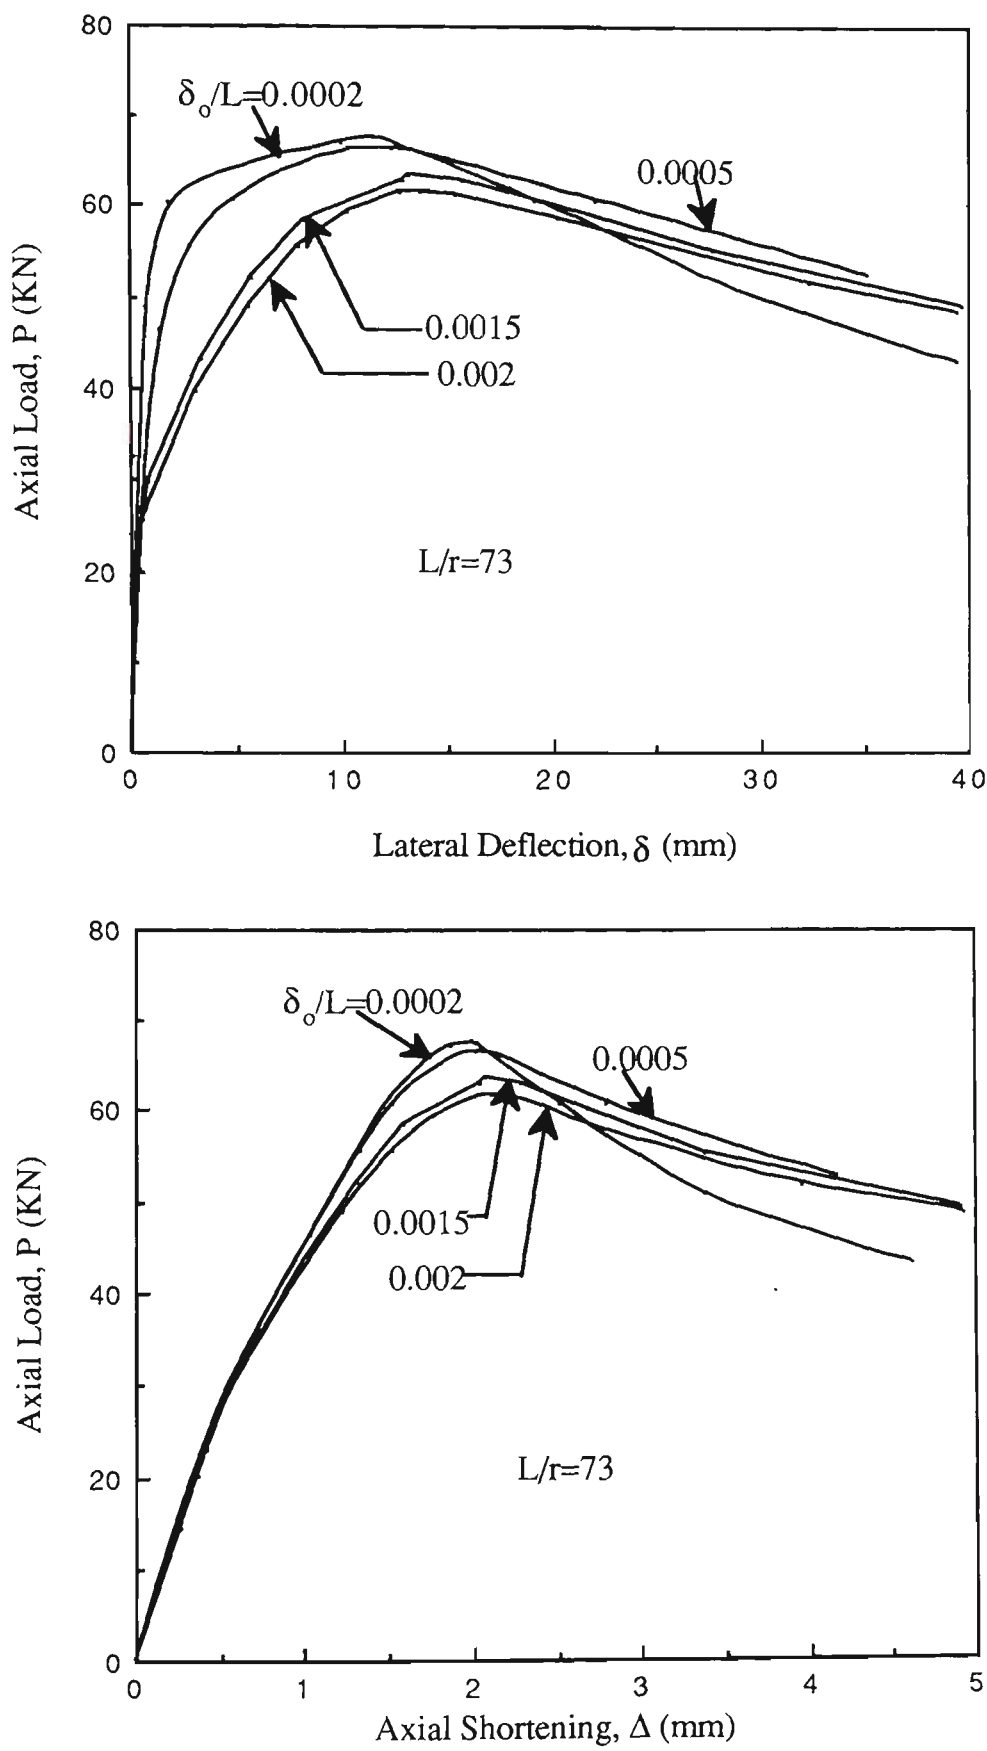 80
δo/L=0.0002
0.0005
60
0.0015
0.002
40
Axial Load, P (KN)
L/r=73
20
0
0 10 20 30 40
Lateral Deflection, δ (mm)
80
δo/L=0.0002
0.0005
60
0.0015
0.002
40
Axial Load, P (KN)
L/r=73
20
0
0 1 2 3 4 5
Axial Shortening, Δ (mm)